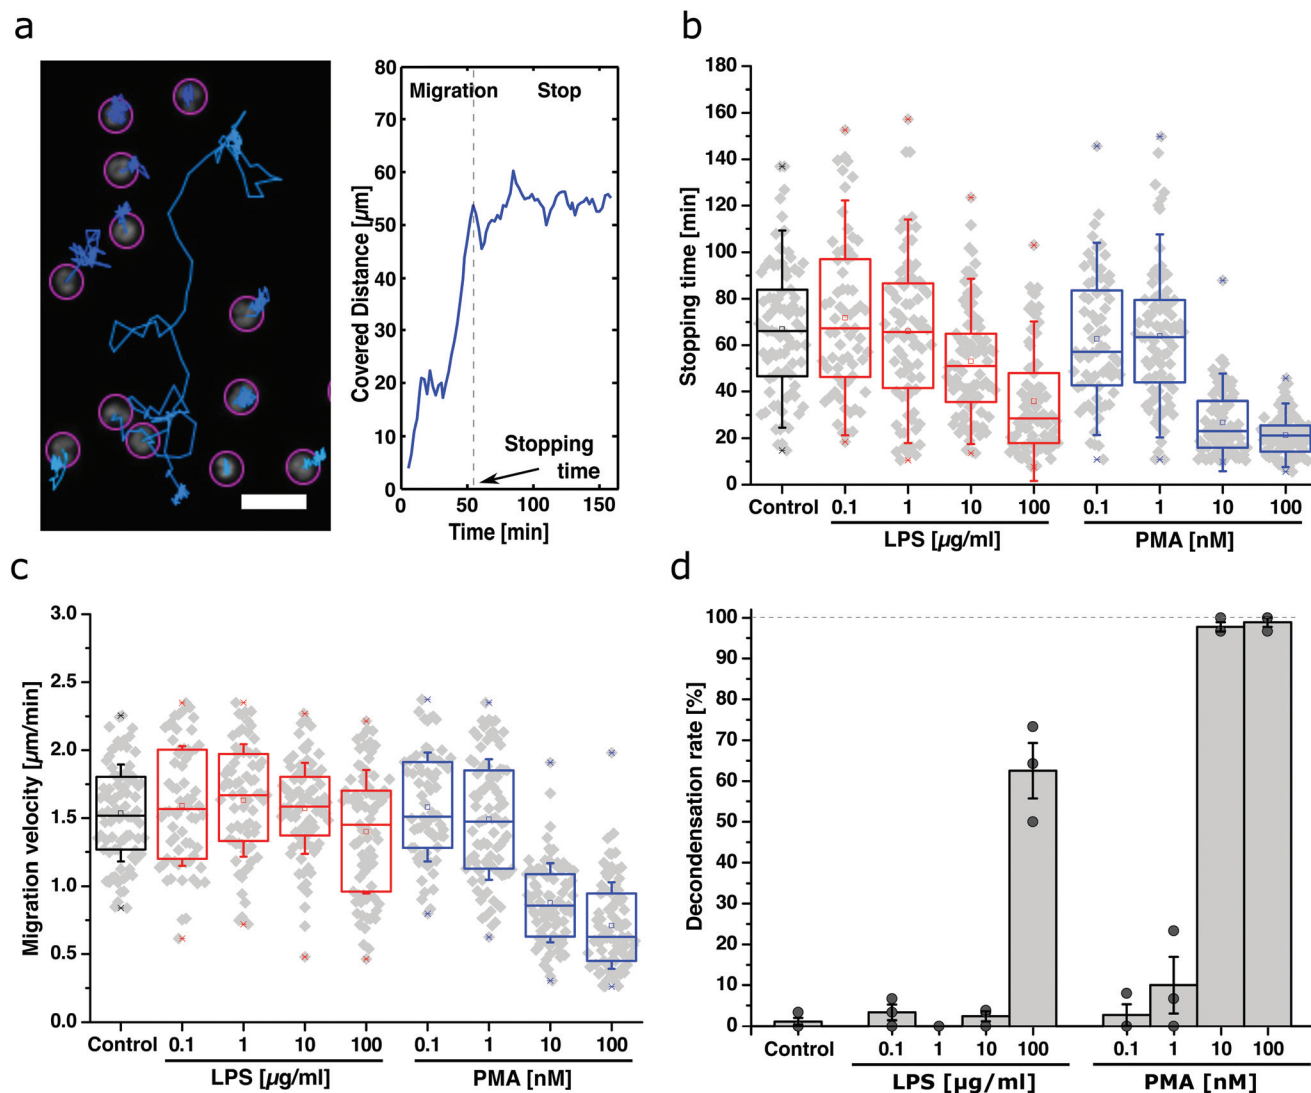 a
80
70
60
50
40
30
20
10
0
Covered Distance [µm]
Migration
Stop
Stopping
time
0
50
100
150
Time [min]
b
180
160
140
120
100
80
60
40
20
0
Stopping time [min]
Control
0.1
1
10
100
0.1
1
10
100
LPS [µg/ml]
PMA [nM]
c
3.0
2.5
2.0
1.5
1.0
0.5
0.0
Migration velocity [µm/min]
Control
0.1
1
10
100
0.1
1
10
100
LPS [µg/ml]
PMA [nM]
d
100
90
80
70
60
50
40
30
20
10
0
Decondensation rate [%]
Control
0.1
1
10
100
0.1
1
10
100
LPS [µg/ml]
PMA [nM]